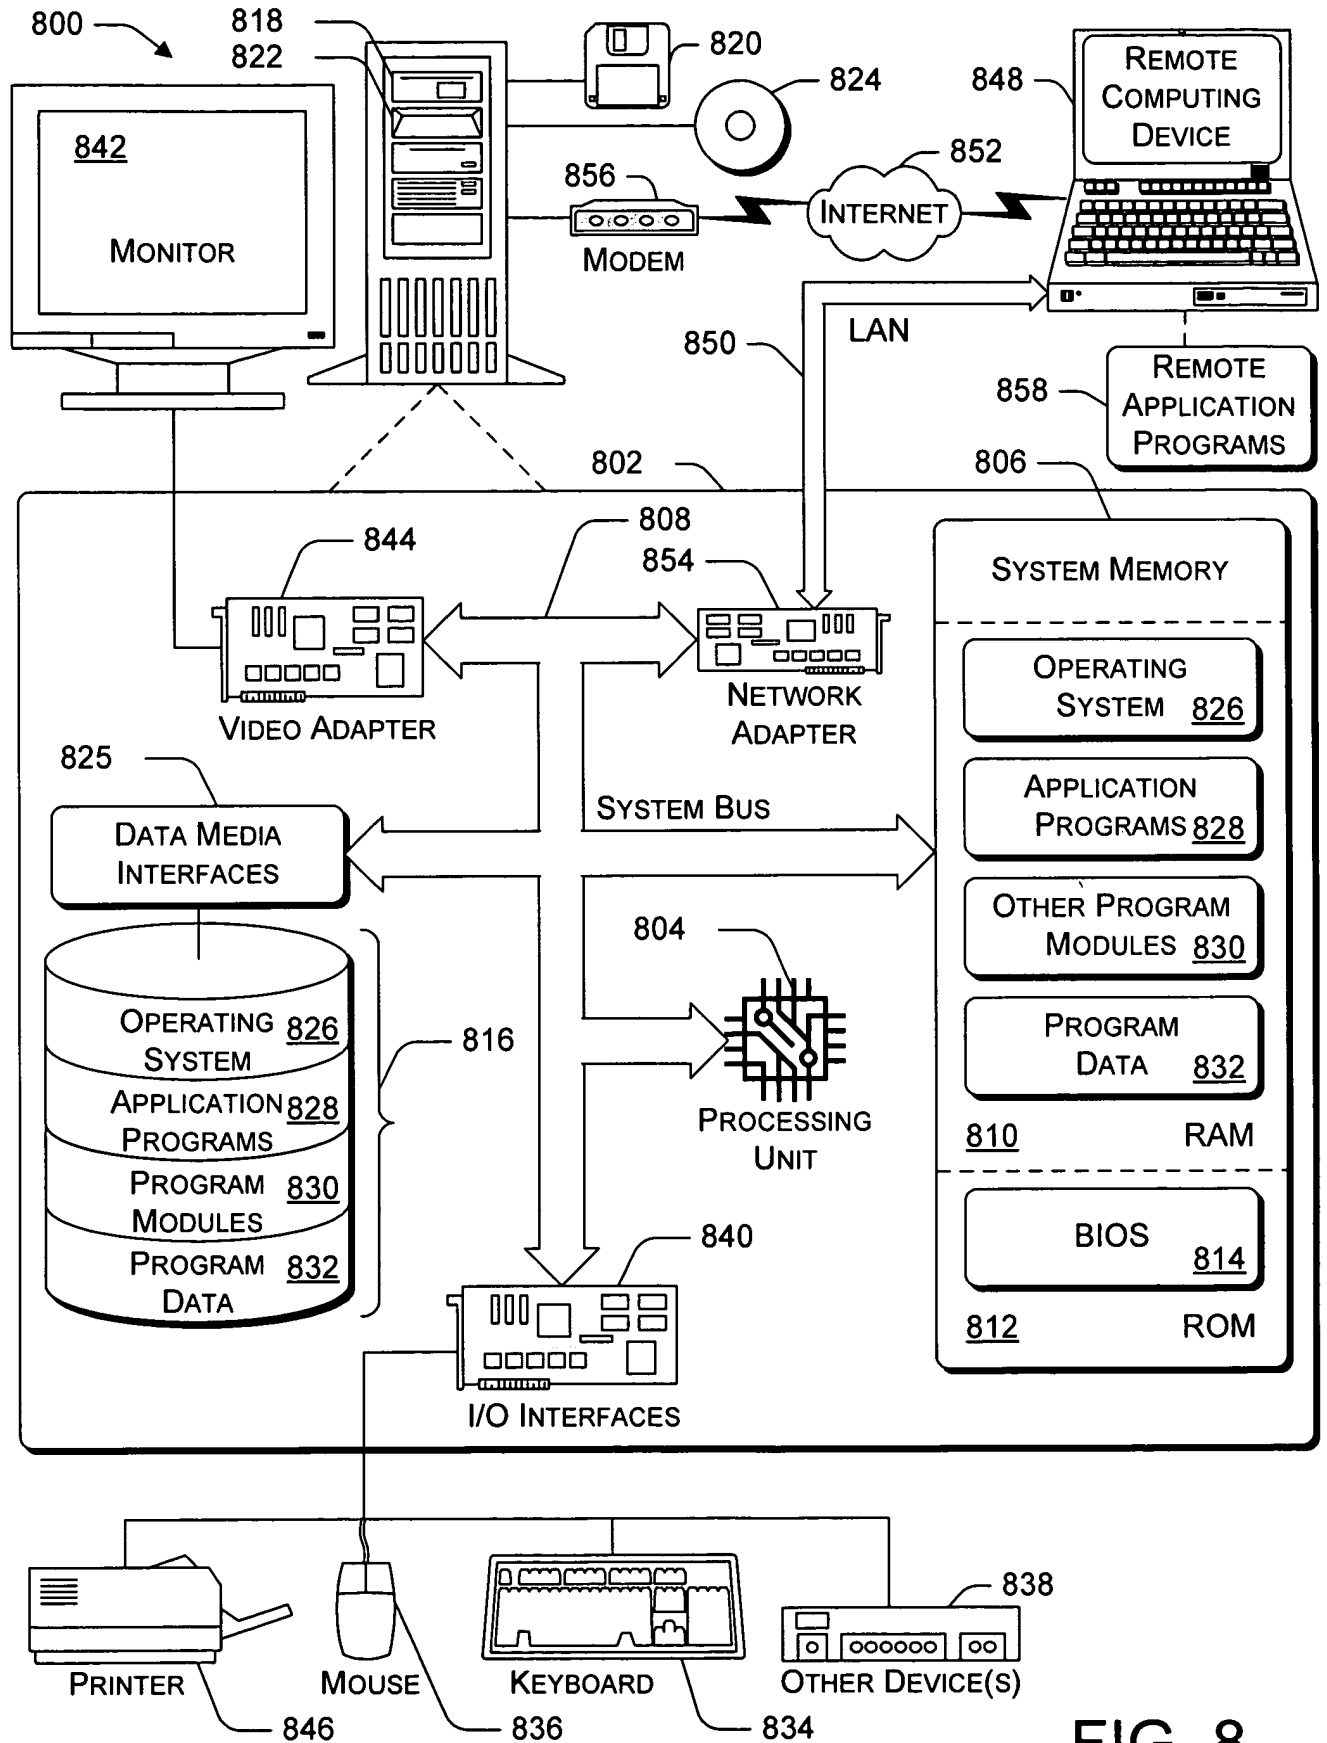 800
818
822
820
824
848
REMOTE
COMPUTING
DEVICE
842
MONITOR
856
MODEM
852
INTERNET
LAN
850
858
REMOTE
APPLICATION
PROGRAMS
802
806
808
844
VIDEO ADAPTER
854
NETWORK
ADAPTER
SYSTEM MEMORY
OPERATING
SYSTEM 826
APPLICATION
PROGRAMS 828
OTHER PROGRAM
MODULES 830
PROGRAM
DATA 832
810 RAM
BIOS
814
812 ROM
825
DATA MEDIA
INTERFACES
SYSTEM BUS
OPERATING 826
SYSTEM
APPLICATION 828
PROGRAMS
PROGRAM 830
MODULES
PROGRAM 832
DATA
816
804
PROCESSING
UNIT
840
I/O INTERFACES
PRINTER
846
MOUSE
836
KEYBOARD
834
838
OTHER DEVICE(S)
FIG. 8